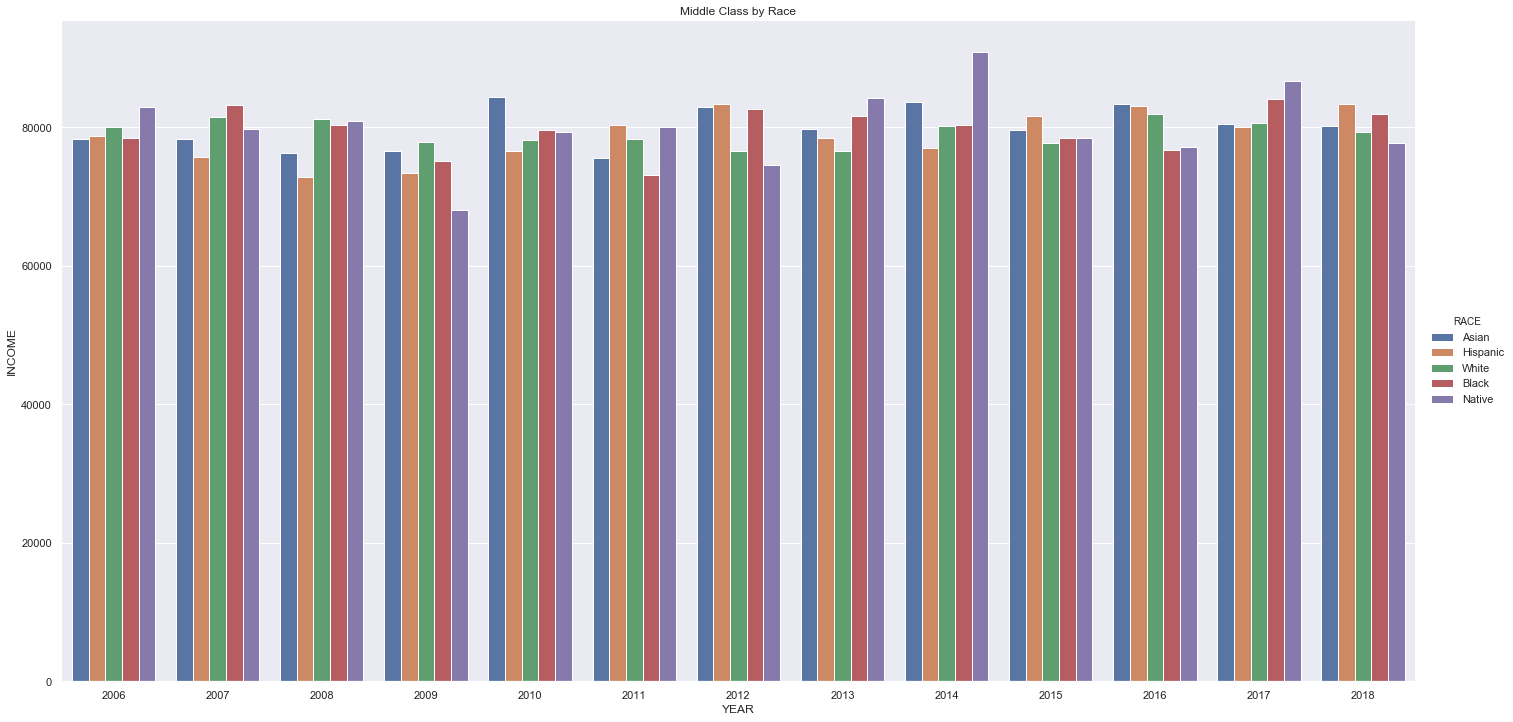 Middle Class by Race
80000
60000
40000
20000
0
INCOME
2006 2007 2008 2009 2010 2011 2012 2013 2014 2015 2016 2017 2018
YEAR
RACE
Asian
Hispanic
White
Black
Native